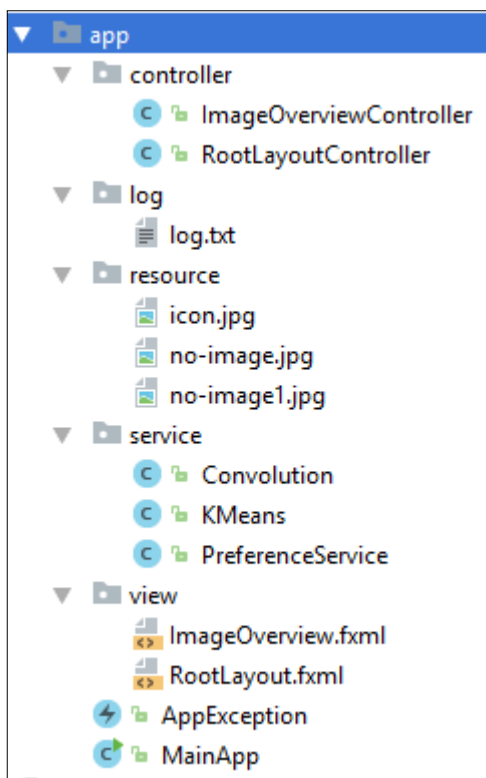 app
controller
ImageOverviewController
RootLayoutController
log
log.txt
resource
icon.jpg
no-image.jpg
no-image1.jpg
service
Convolution
KMeans
PreferenceService
view
ImageOverview.fxml
RootLayout.fxml
AppException
MainApp